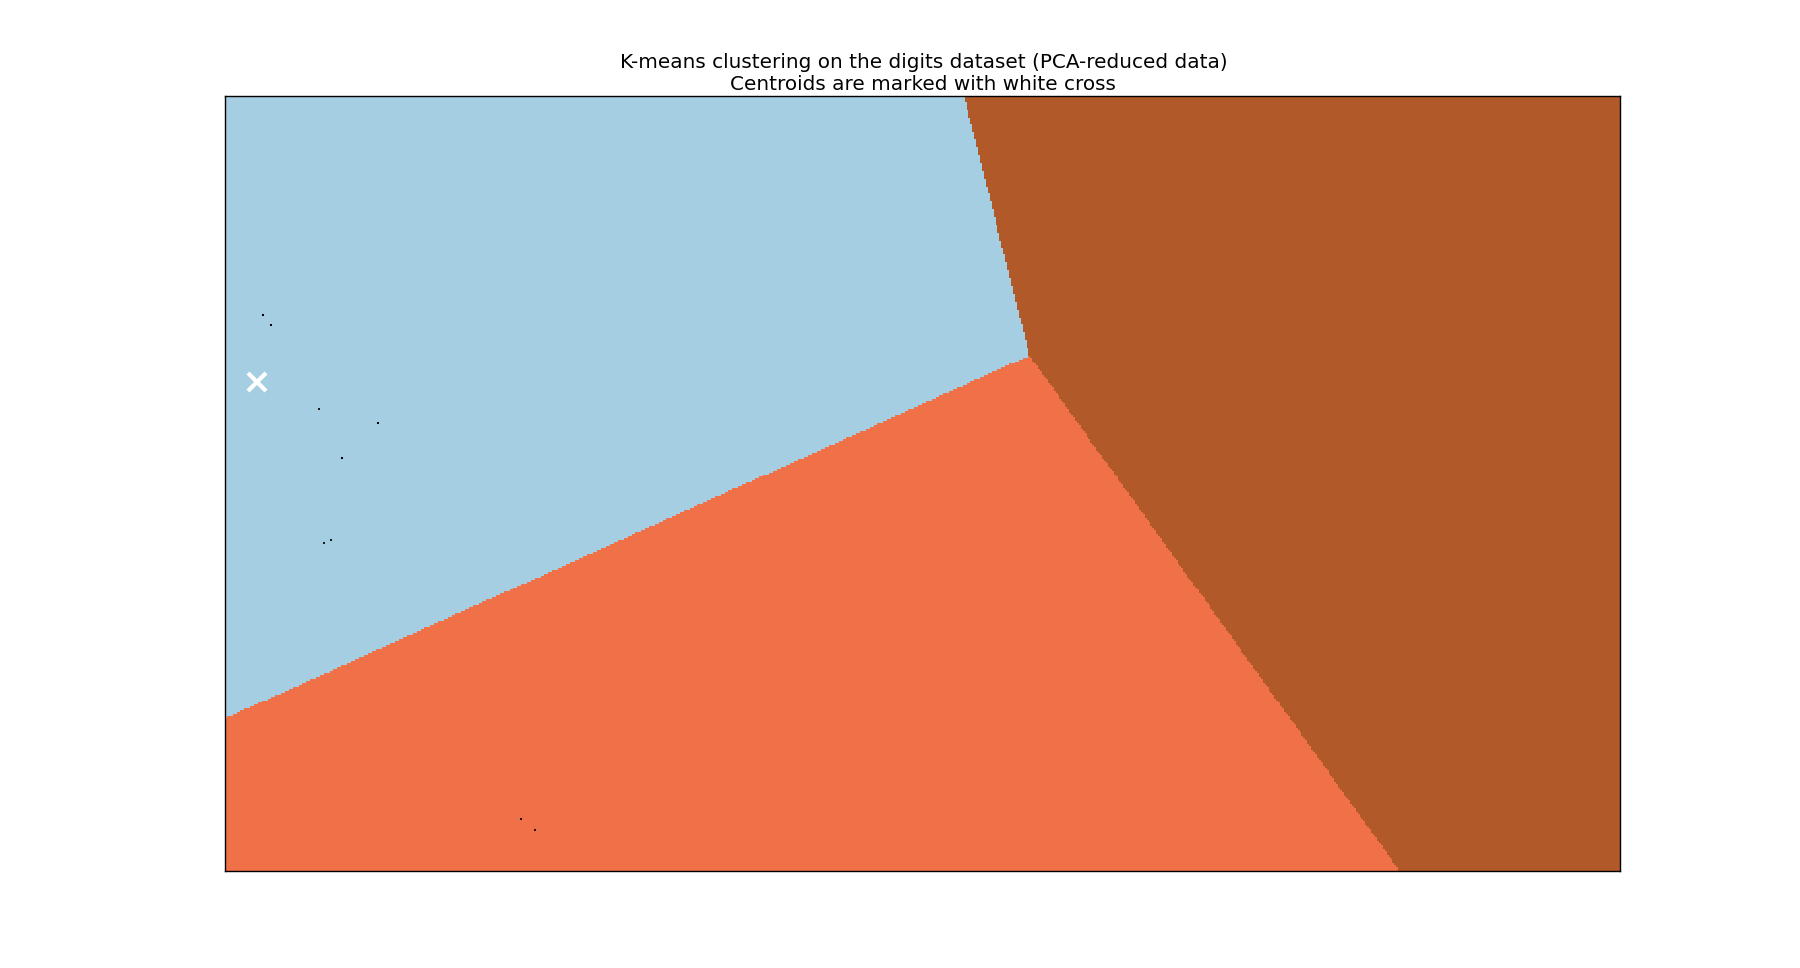 K-means clustering on the digits dataset (PCA-reduced data)
Centroids are marked with white cross